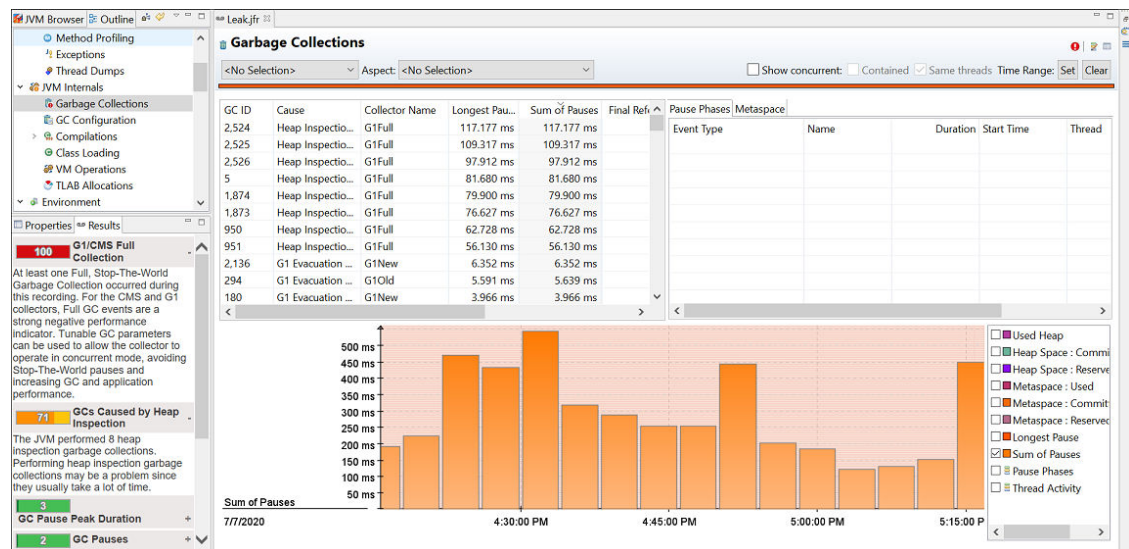 JVM Browser Outline
Method Profiling
Exceptions
Thread Dumps
JVM Internals
Garbage Collections
GC Configuration
Compilations
Class Loading
VM Operations
TLAB Allocations
Environment
Properties Results
100 G1/CMS Full Collection
At least one Full, Stop-The-World
Garbage Collection occurred during
this recording. For the CMS and G1
collectors, Full GC events are a
strong negative performance
indicator. Tunable GC parameters
can be used to allow the collector to
operate in concurrent mode, avoiding
Stop-The-World pauses and
increasing GC and application
performance.
71 GCs Caused by Heap Inspection
The JVM performed 8 heap
inspection garbage collections.
Performing heap inspection garbage
collections may be a problem since
they usually take a lot of time.
3
GC Pause Peak Duration +
2 GC Pauses +
Leak.jfr
Garbage Collections
<No Selection> Aspect: <No Selection> Show concurrent: Contained Same threads Time Range: Set Clear
GC ID Cause Collector Name Longest Pau... Sum of Pauses Final Refe
2,524 Heap Inspectio... G1Full 117.177 ms 117.177 ms
2,525 Heap Inspectio... G1Full 109.317 ms 109.317 ms
2,526 Heap Inspectio... G1Full 97.912 ms 97.912 ms
5 Heap Inspectio... G1Full 81.680 ms 81.680 ms
1,874 Heap Inspectio... G1Full 79.900 ms 79.900 ms
1,873 Heap Inspectio... G1Full 76.627 ms 76.627 ms
950 Heap Inspectio... G1Full 62.728 ms 62.728 ms
951 Heap Inspectio... G1Full 56.130 ms 56.130 ms
2,136 G1 Evacuation ... G1New 6.352 ms 6.352 ms
294 G1 Evacuation ... G1Old 5.591 ms 5.639 ms
180 G1 Evacuation ... G1New 3.966 ms 3.966 ms
Pause Phases Metaspace
Event Type Name Duration Start Time Thread
500 ms
450 ms
400 ms
350 ms
300 ms
250 ms
200 ms
150 ms
100 ms
50 ms
Sum of Pauses
7/7/2020 4:30:00 PM 4:45:00 PM 5:00:00 PM 5:15:00 P
Used Heap
Heap Space : Commi
Heap Space : Reserve
Metaspace : Used
Metaspace : Commit
Metaspace : Reserved
Longest Pause
Sum of Pauses
Pause Phases
Thread Activity